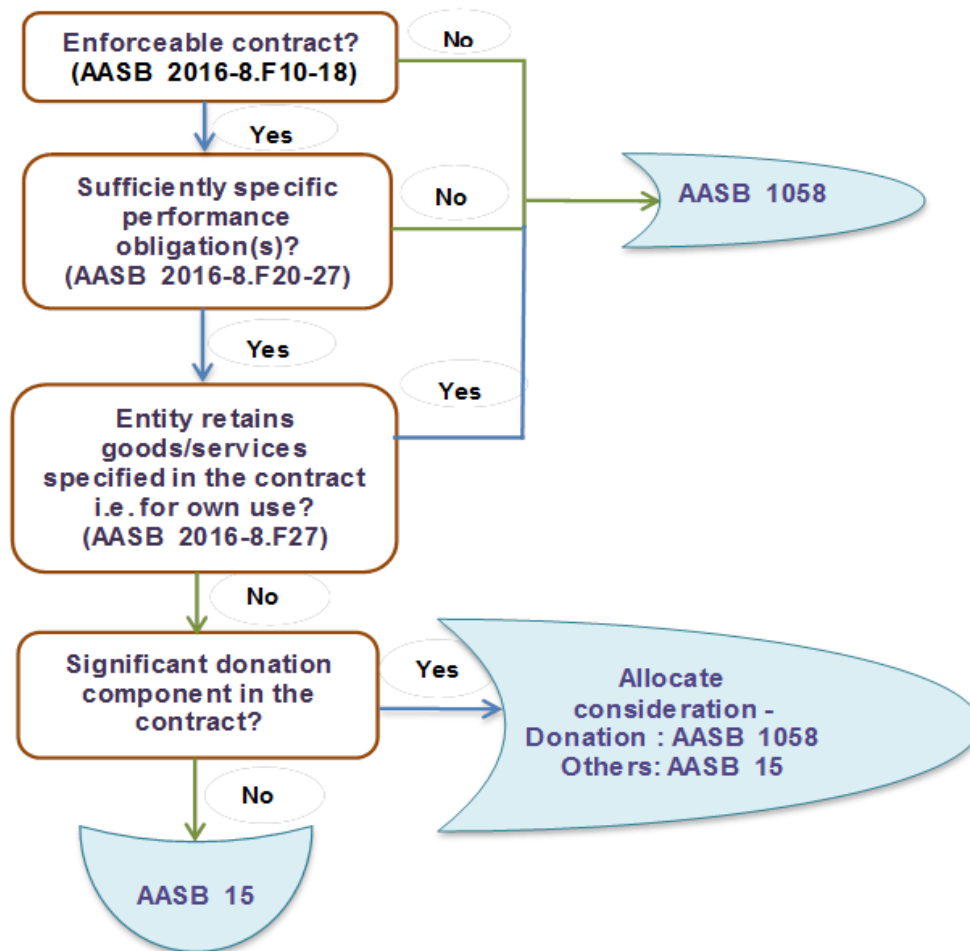 Enforceable contract?
(AASB 2016-8.F10-18)
No
Yes
Sufficiently specific
performance
obligation(s)?
(AASB 2016-8.F20-27)
No
AASB 1058
Yes
Entity retains
goods/services
specified in the contract
i.e. for own use?
(AASB 2016-8.F27)
Yes
No
Significant donation
component in the
contract?
Yes
Allocate
consideration -
Donation : AASB 1058
Others: AASB 15
No
AASB 15